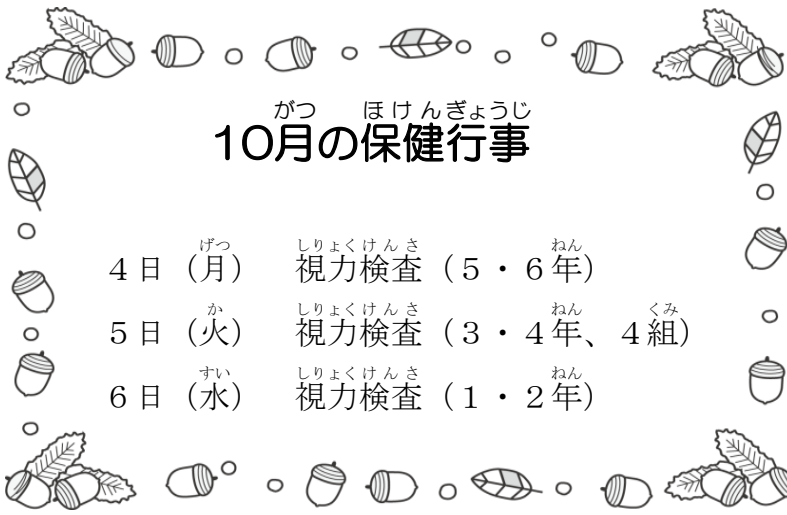 がつ ほけんぎょうじ
10月の保健行事
げつ しりょくけんさ ねん
4日（月） 視力検査（5・6年）
か しりょくけんさ ねん くみ
5日（火） 視力検査（3・4年、4組）
すい しりょくけんさ ねん
6日（水） 視力検査（1・2年）